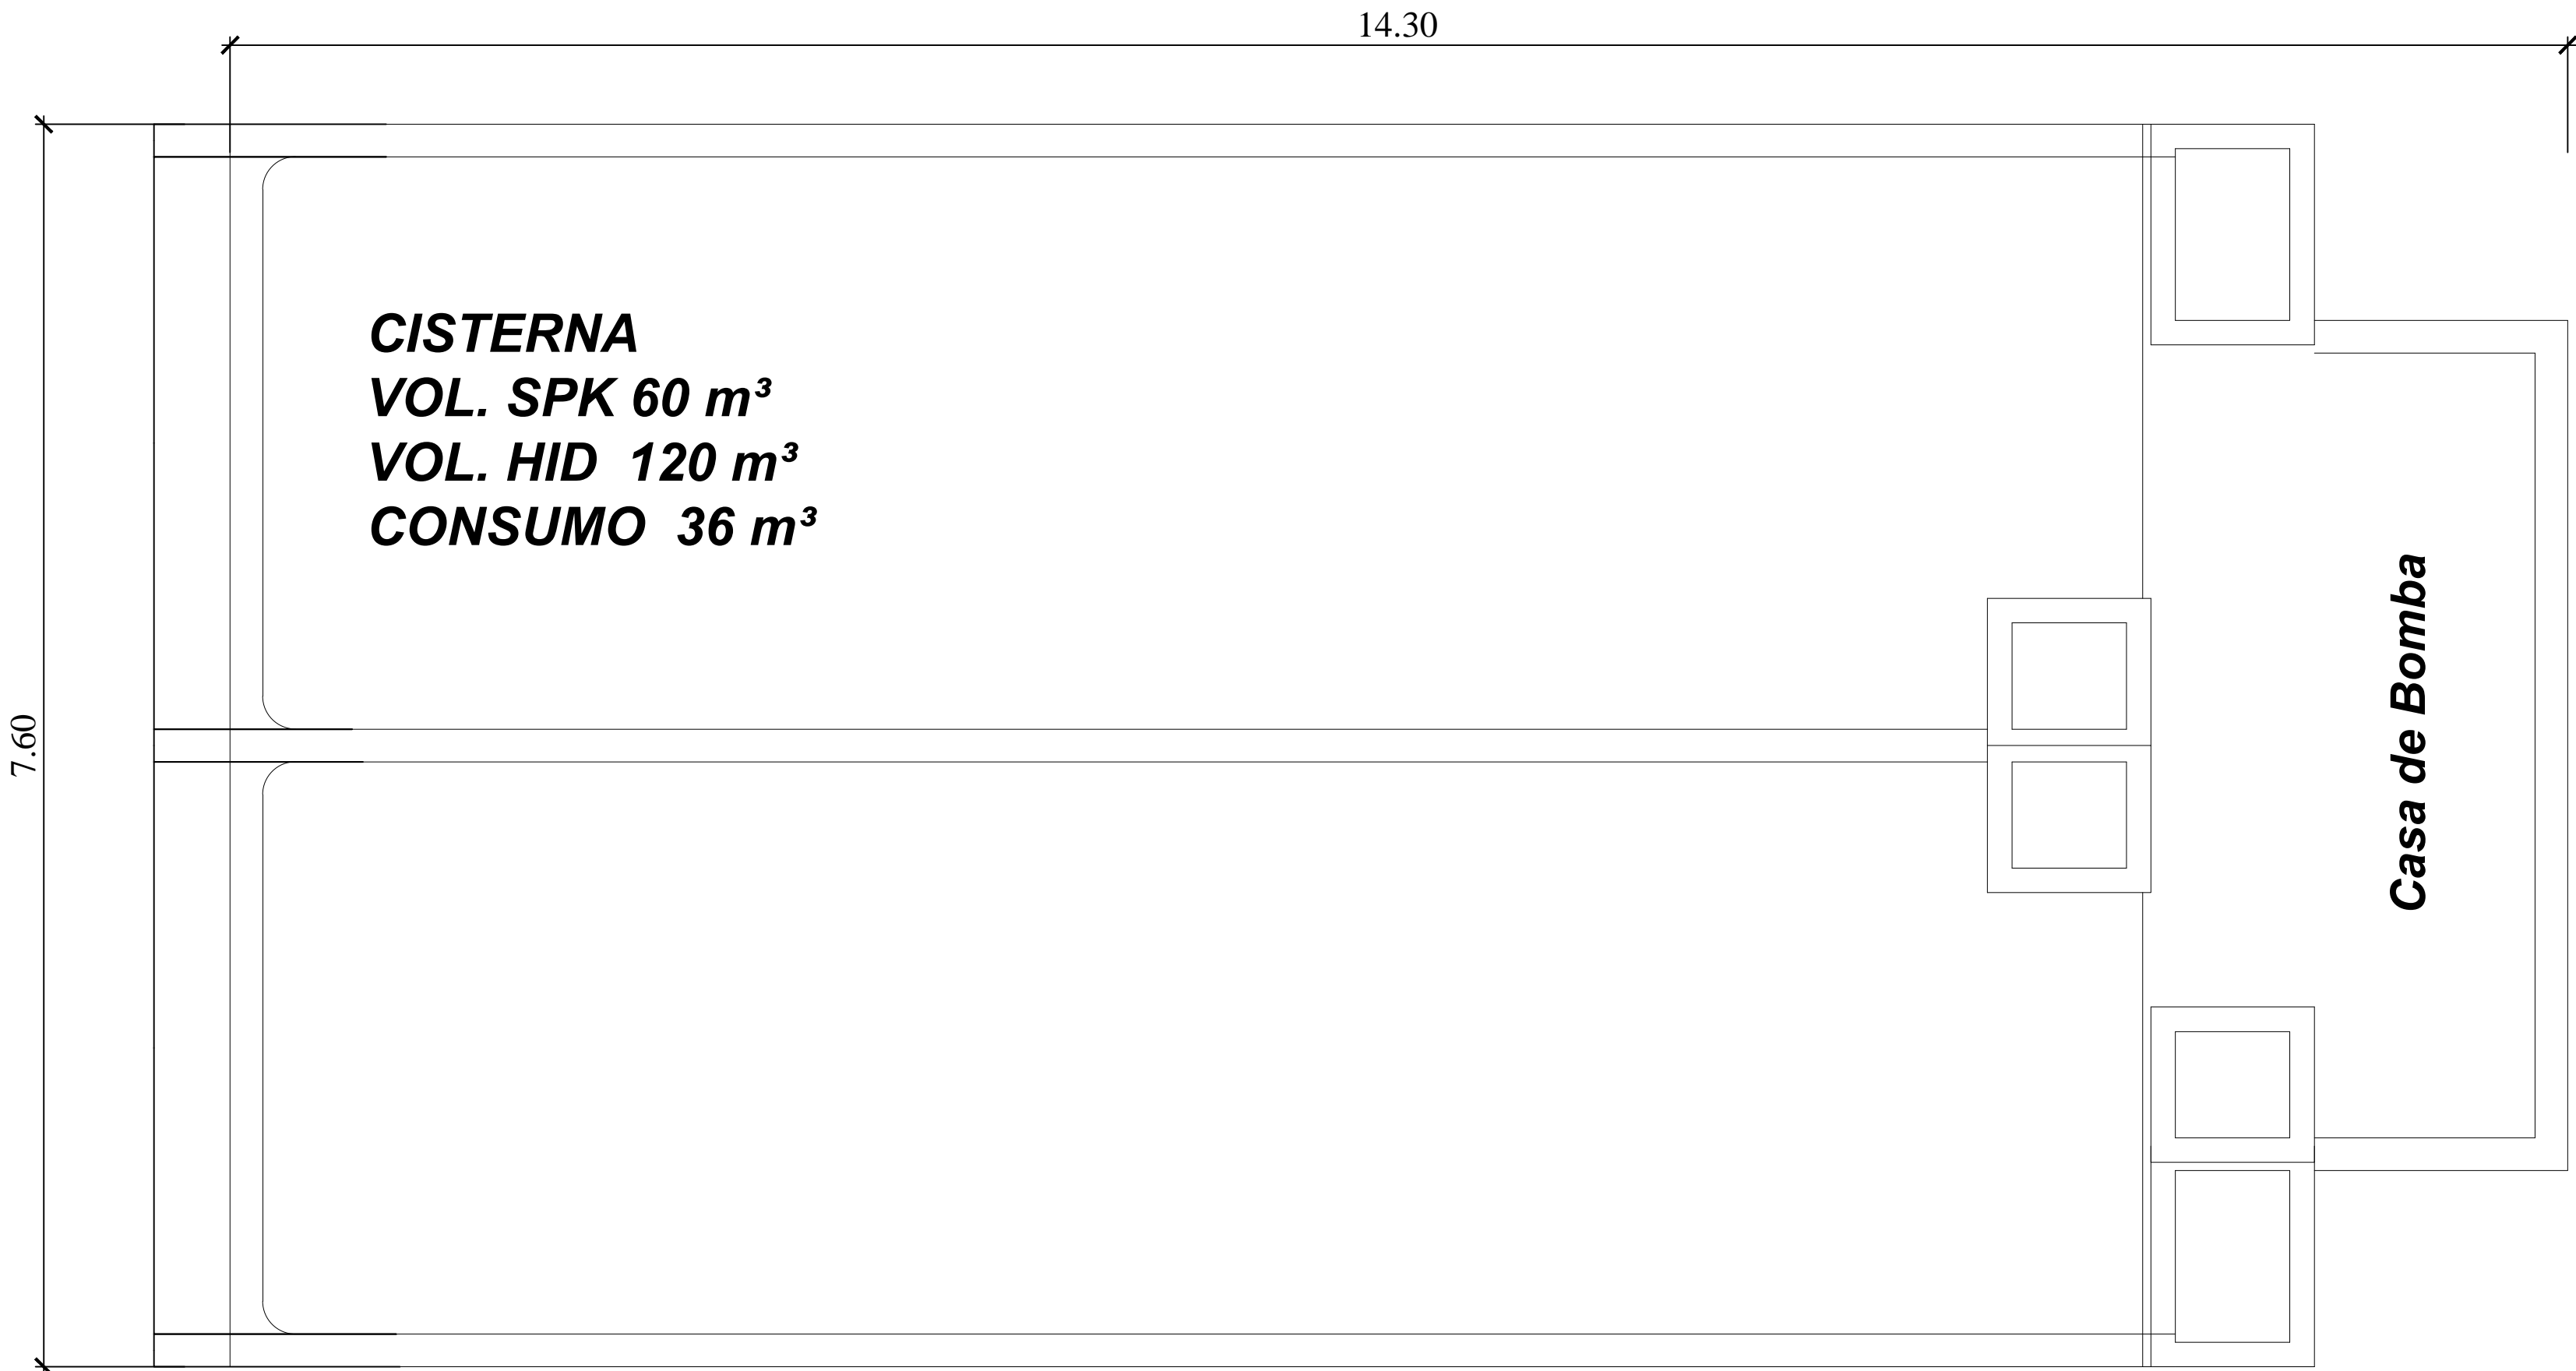 14.30
CISTERNA
VOL. SPK 60 m³
VOL. HID 120 m³
CONSUMO 36 m³
7.60
Casa de Bomba